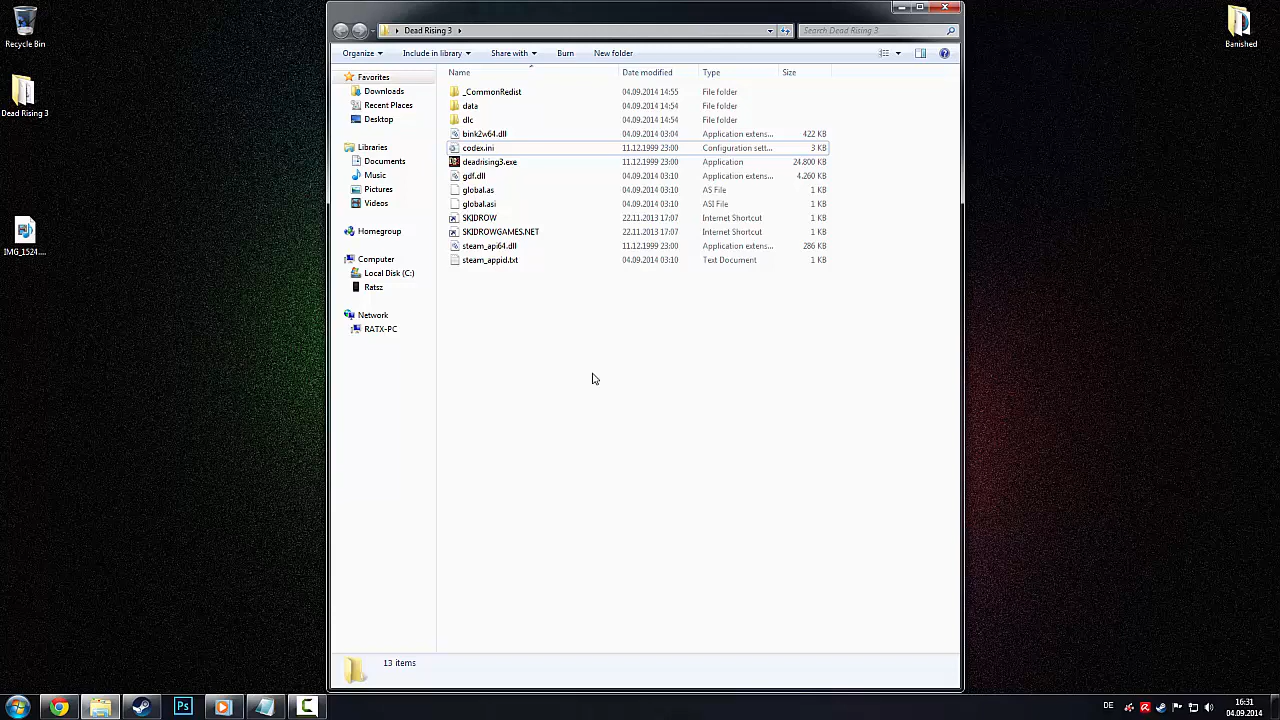 Recycle Bin
Dead Rising 3
IMG_1524....
Banished
Dead Rising 3
Search Dead Rising 3
Organize Include in library Share with Burn New folder
Favorites
Downloads
Recent Places
Desktop
Libraries
Documents
Music
Pictures
Videos
Homegroup
Computer
Local Disk (C:)
Ratsz
Network
RATX-PC
Name Date modified Type Size
_CommonRedist 04.09.2014 14:55 File folder
data 04.09.2014 14:54 File folder
dlc 04.09.2014 14:54 File folder
bink2w64.dll 04.09.2014 03:04 Application extens... 422 KB
codex.ini 11.12.1999 23:00 Configuration sett... 3 KB
deadrising3.exe 11.12.1999 23:00 Application 24.800 KB
gdf.dll 04.09.2014 03:10 Application extens... 4.260 KB
global.as 04.09.2014 03:10 AS File 1 KB
global.asi 04.09.2014 03:10 ASI File 1 KB
SKIDROW 22.11.2013 17:07 Internet Shortcut 1 KB
SKIDROWGAMES.NET 22.11.2013 17:07 Internet Shortcut 1 KB
steam_api64.dll 11.12.1999 23:00 Application extens... 286 KB
steam_appid.txt 04.09.2014 03:10 Text Document 1 KB
13 items
Ps
DE
16:31
04.09.2014